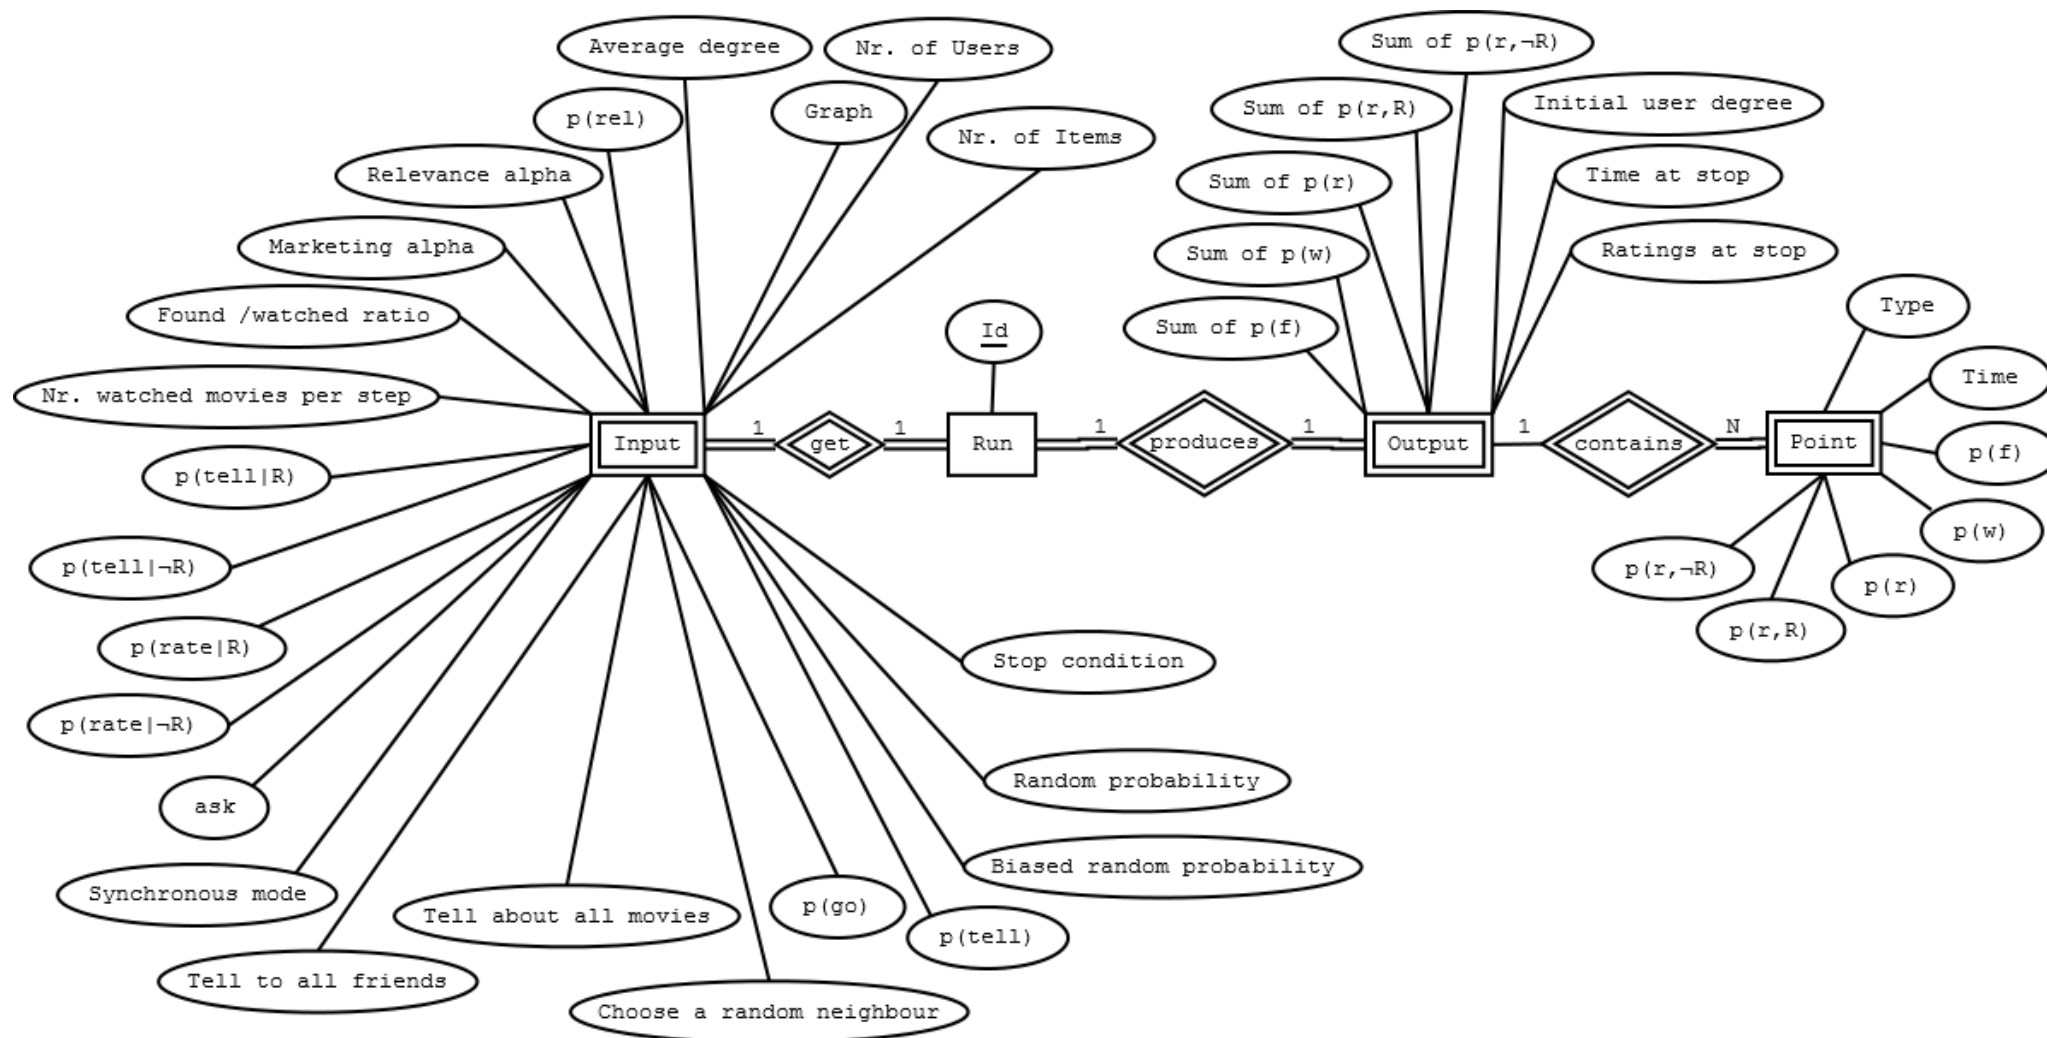 Average degree
Nr. of Users
p(rel)
Graph
Nr. of Items
Relevance alpha
Marketing alpha
Found /watched ratio
Nr. watched movies per step
p(tell|R)
p(tell|¬R)
p(rate|R)
p(rate|¬R)
ask
Synchronous mode
Tell to all friends
Tell about all movies
Choose a random neighbour
p(go)
p(tell)
Biased random probability
Random probability
Stop condition
Input
1
get
1
Id
Run
1
produces
1
Sum of p(r,¬R)
Sum of p(r,R)
Sum of p(r)
Sum of p(w)
Sum of p(f)
Initial user degree
Time at stop
Ratings at stop
Output
1
contains
N
Point
Type
Time
p(f)
p(w)
p(r)
p(r,R)
p(r,¬R)